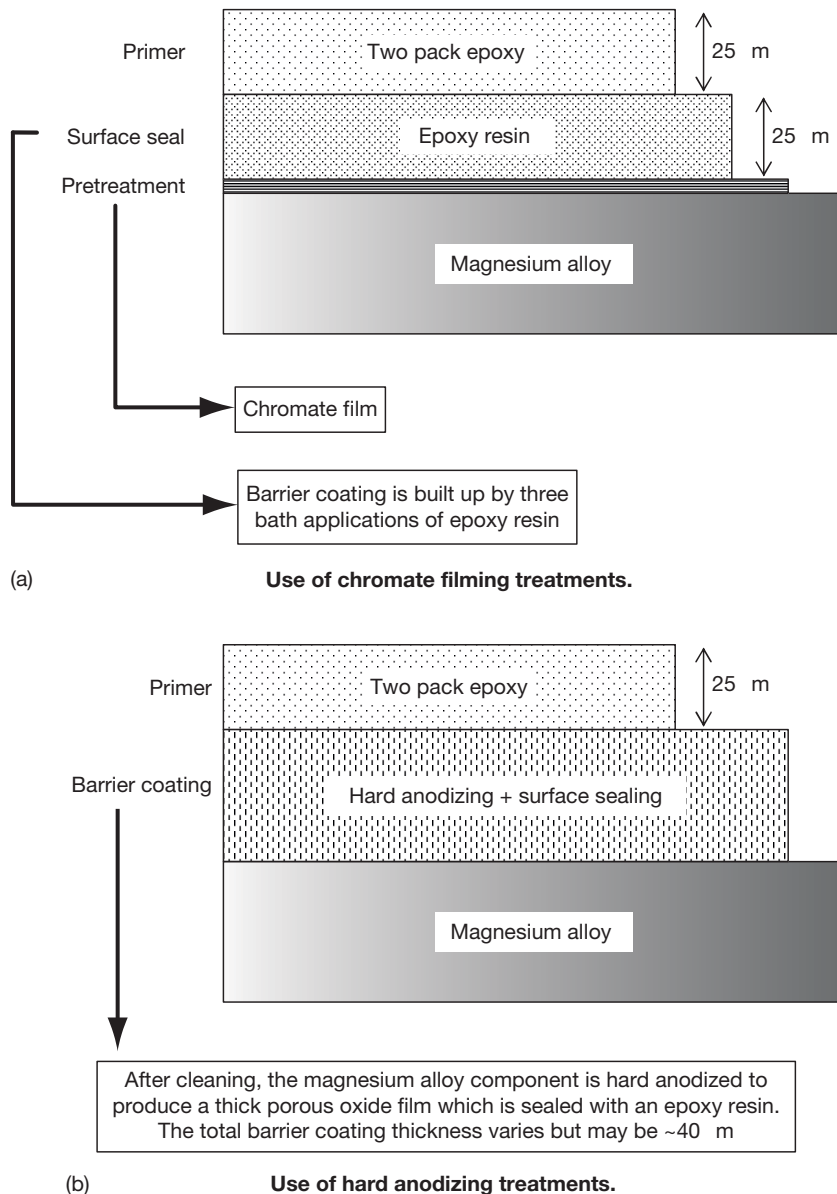 Primer
Two pack epoxy
25 m
Surface seal
Epoxy resin
25 m
Pretreatment
Magnesium alloy
Chromate film
Barrier coating is built up by three
bath applications of epoxy resin
(a)
Use of chromate filming treatments.
Primer
Two pack epoxy
25 m
Barrier coating
Hard anodizing + surface sealing
Magnesium alloy
After cleaning, the magnesium alloy component is hard anodized to
produce a thick porous oxide film which is sealed with an epoxy resin.
The total barrier coating thickness varies but may be ~40 m
(b)
Use of hard anodizing treatments.